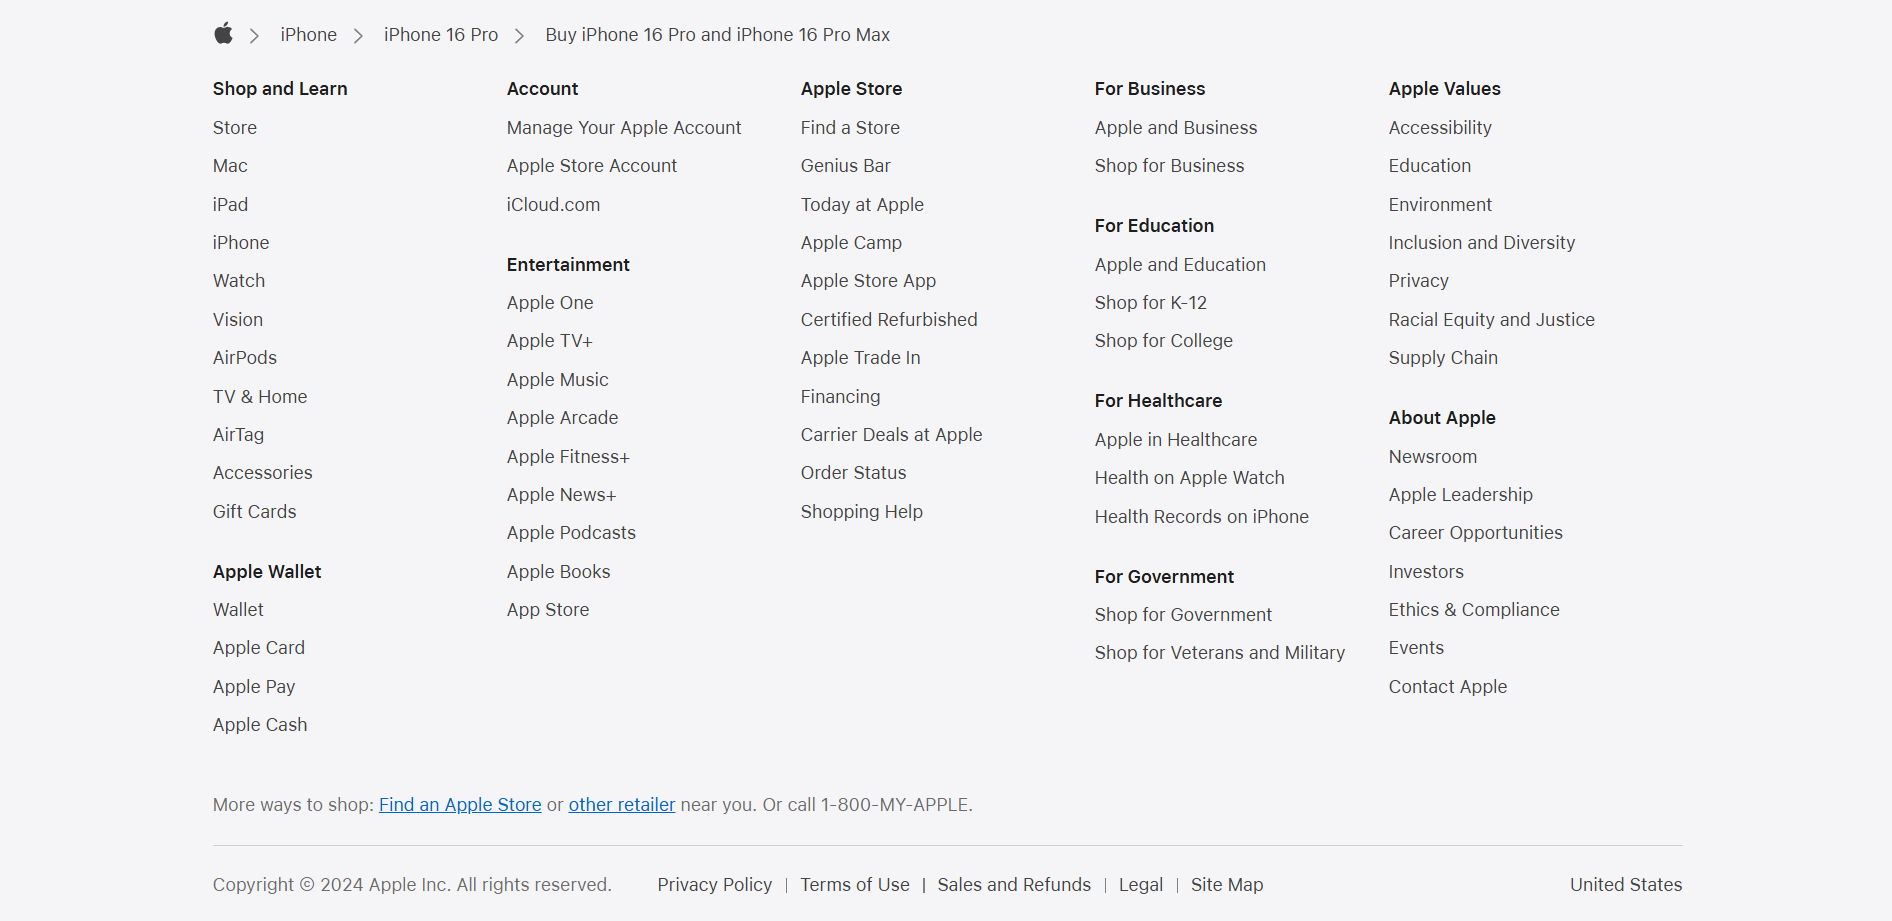 iPhone iPhone 16 Pro Buy iPhone 16 Pro and iPhone 16 Pro Max
Shop and Learn
Store
Mac
iPad
iPhone
Watch
Vision
AirPods
TV & Home
AirTag
Accessories
Gift Cards
Apple Wallet
Wallet
Apple Card
Apple Pay
Apple Cash
Account
Manage Your Apple Account
Apple Store Account
iCloud.com
Entertainment
Apple One
Apple TV+
Apple Music
Apple Arcade
Apple Fitness+
Apple News+
Apple Podcasts
Apple Books
App Store
Apple Store
Find a Store
Genius Bar
Today at Apple
Apple Camp
Apple Store App
Certified Refurbished
Apple Trade In
Financing
Carrier Deals at Apple
Order Status
Shopping Help
For Business
Apple and Business
Shop for Business
For Education
Apple and Education
Shop for K-12
Shop for College
For Healthcare
Apple in Healthcare
Health on Apple Watch
Health Records on iPhone
For Government
Shop for Government
Shop for Veterans and Military
Apple Values
Accessibility
Education
Environment
Inclusion and Diversity
Privacy
Racial Equity and Justice
Supply Chain
About Apple
Newsroom
Apple Leadership
Career Opportunities
Investors
Ethics & Compliance
Events
Contact Apple
More ways to shop: Find an Apple Store or other retailer near you. Or call 1-800-MY-APPLE.
Copyright © 2024 Apple Inc. All rights reserved. Privacy Policy | Terms of Use | Sales and Refunds | Legal | Site Map United States